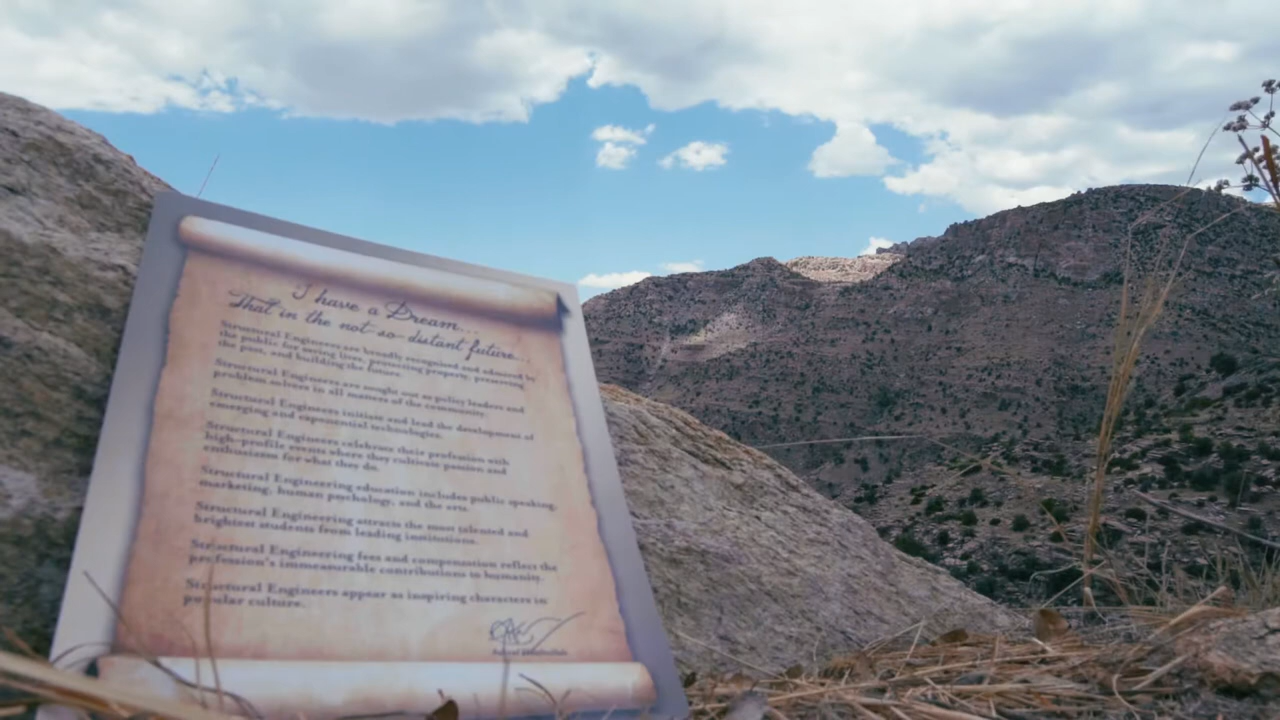 I have a Dream...
That in the not so distant future...
Structural Engineers are broadly recognized and admired by
the public for saving lives, protecting property, preserving
the past, and building the future.
Structural Engineers are sought out as policy leaders and
problem solvers in all matters of the community.
Structural Engineers initiate and lead the development of
emerging and exponential technologies.
Structural Engineers celebrate their profession with
high-profile events where they cultivate passion and
enthusiasm for what they do.
Structural Engineering education includes public speaking,
marketing, human psychology, and the arts.
Structural Engineering attracts the most talented and
brightest students from leading institutions.
Structural Engineering fees and compensation reflect the
profession's immeasurable contributions to humanity.
Structural Engineers appear as inspiring characters in
popular culture.